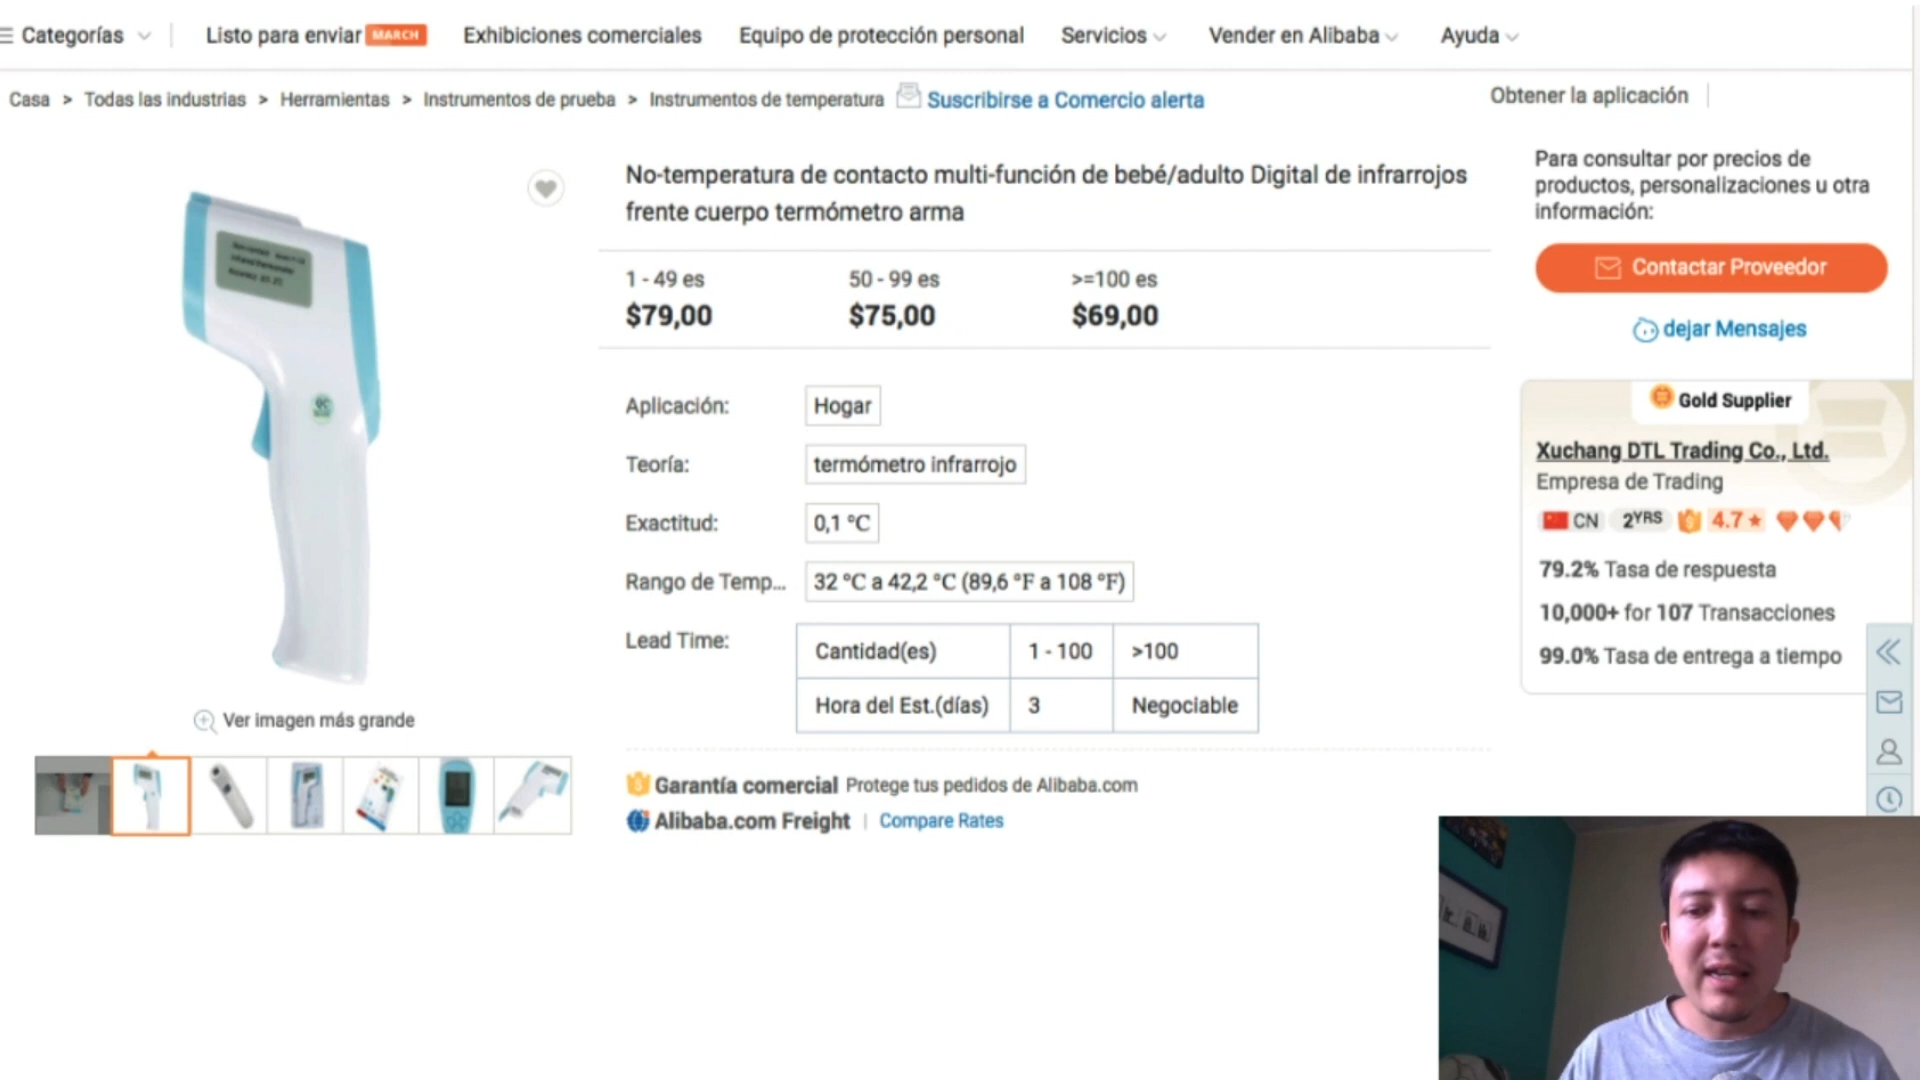 Categorías
Listo para enviar MARCH
Exhibiciones comerciales
Equipo de protección personal
Servicios
Vender en Alibaba
Ayuda
Casa > Todas las industrias > Herramientas > Instrumentos de prueba > Instrumentos de temperatura
Suscribirse a Comercio alerta
Obtener la aplicación
No-temperatura de contacto multi-función de bebé/adulto Digital de infrarrojos
frente cuerpo termómetro arma
1 - 49 es 50 - 99 es >=100 es
$79,00 $75,00 $69,00
Aplicación: Hogar
Teoría: termómetro infrarrojo
Exactitud: 0,1 °C
Rango de Temp... 32 °C a 42,2 °C (89,6 °F a 108 °F)
Lead Time:
Cantidad(es) 1 - 100 >100
Hora del Est.(días) 3 Negociable
Garantía comercial Protege tus pedidos de Alibaba.com
Alibaba.com Freight | Compare Rates
Ver imagen más grande
Para consultar por precios de
productos, personalizaciones u otra
información:
Contactar Proveedor
dejar Mensajes
Gold Supplier
Xuchang DTL Trading Co., Ltd.
Empresa de Trading
CN 2YRS 4.7
79.2% Tasa de respuesta
10,000+ for 107 Transacciones
99.0% Tasa de entrega a tiempo